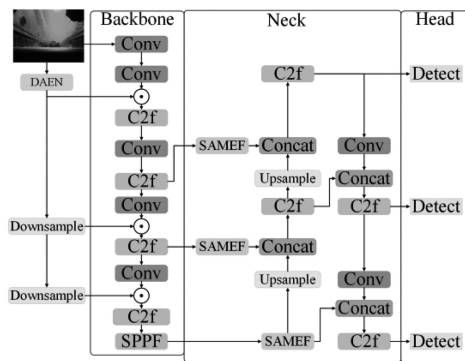 Backbone
Neck
Head
DAEN
Conv
Conv
C2f
Conv
C2f
Conv
C2f
Conv
C2f
SPPF
Downsample
Downsample
SAMEF
SAMEF
SAMEF
C2f
Concat
Upsample
C2f
Concat
Upsample
Conv
Concat
C2f
Conv
Concat
C2f
Detect
Detect
Detect